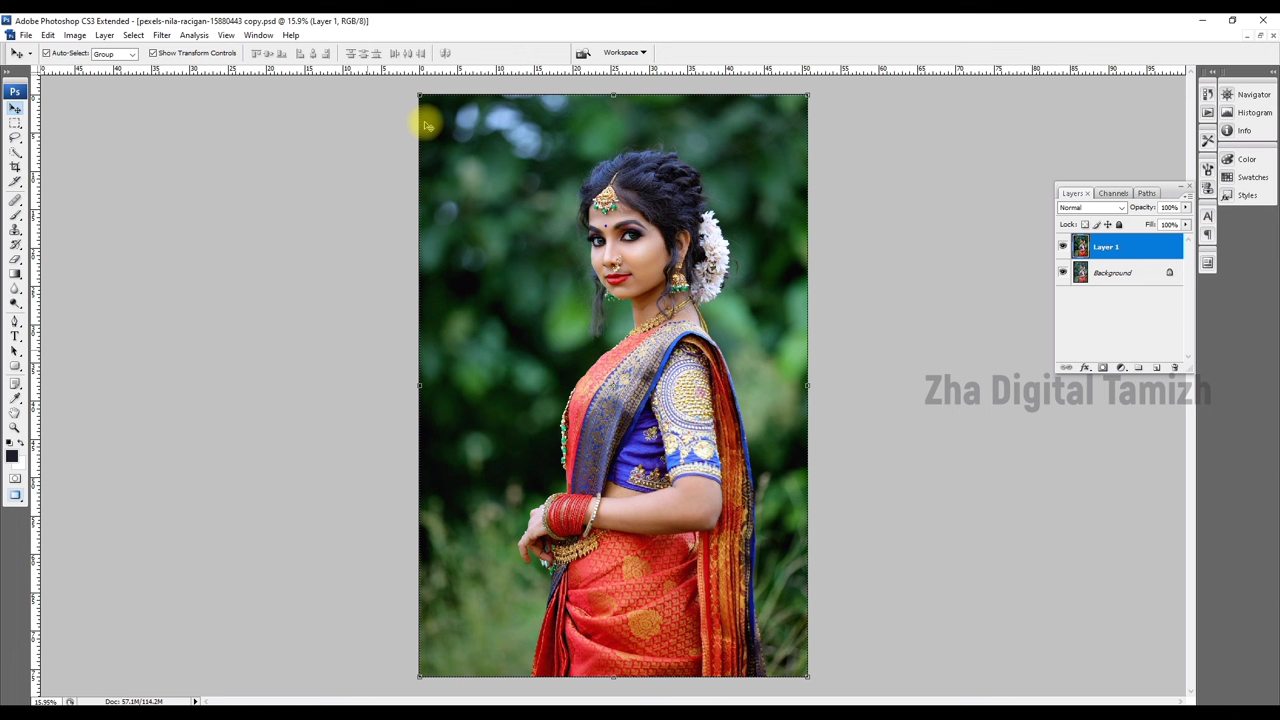 Adobe Photoshop CS3 Extended - [pexels-nila-racigan-15880443 copy.psd @ 15.9% (Layer 1, RGB/8)]
File Edit Image Layer Select Filter Analysis View Window Help
Auto-Select: Group Show Transform Controls Workspace
Ps
Navigator
Histogram
Info
Color
Swatches
Styles
Layers Channels Paths
Normal Opacity: 100%
Lock: Fill: 100%
Layer 1
Background
Zha Digital Tamizh
15.95% Doc: 57.1M/114.2M